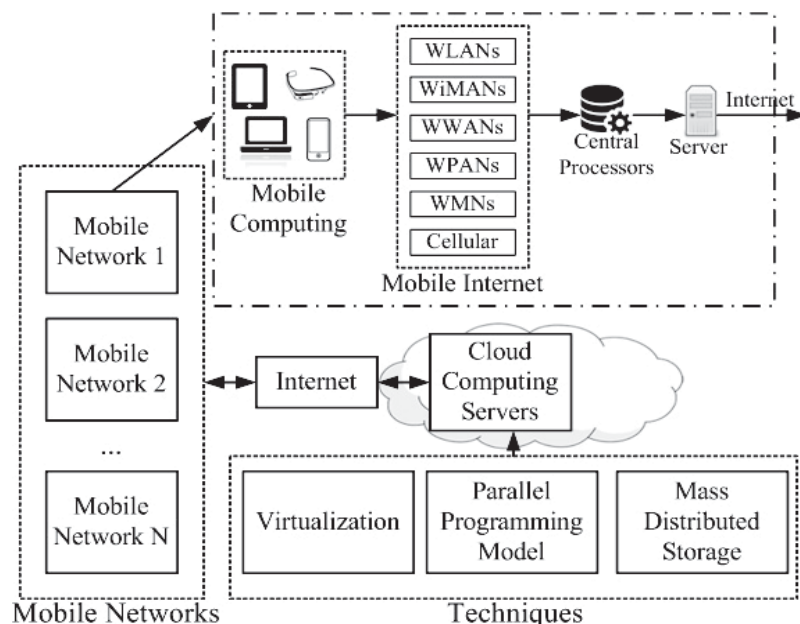 WLANs
WiMANs
WWANs
WPANs
WMNs
Cellular
Mobile
Computing
Mobile Internet
Central
Processors
Server
Internet
Mobile
Network 1
Mobile
Network 2
...
Mobile
Network N
Mobile Networks
Internet
Cloud
Computing
Servers
Virtualization
Parallel
Programming
Model
Mass
Distributed
Storage
Techniques